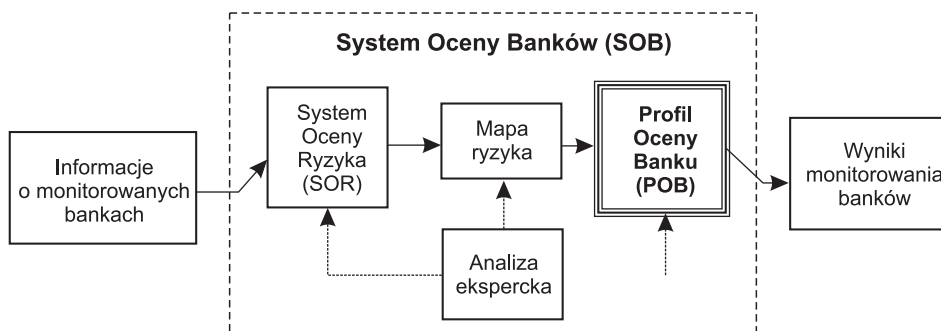 System Oceny Banków (SOB)
Informacje
o monitorowanych
bankach
System
Oceny
Ryzyka
(SOR)
Mapa
ryzyka
Profil
Oceny
Banku
(POB)
Wyniki
monitorowania
banków
Analiza
ekspercka